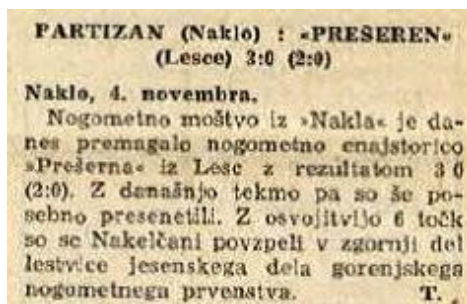 PARTIZAN (Naklo) : »PREŠEREN«
(Lesce) 3:0 (2:0)
Naklo, 4. novembra.
Nogometno moštvo iz »Nakla« je da-
nes premagalo nogometno enajstorico
»Prešerna« iz Lesc z rezultatom 3 0
(2:0). Z današnjo tekmo pa so še po-
sebno presenetili. Z osvojitvijo 6 točk
so se Nakelčani povzpeli v zgornji del
lestvice jesenskega dela gorenjskega
nogometnega prvenstva. T.